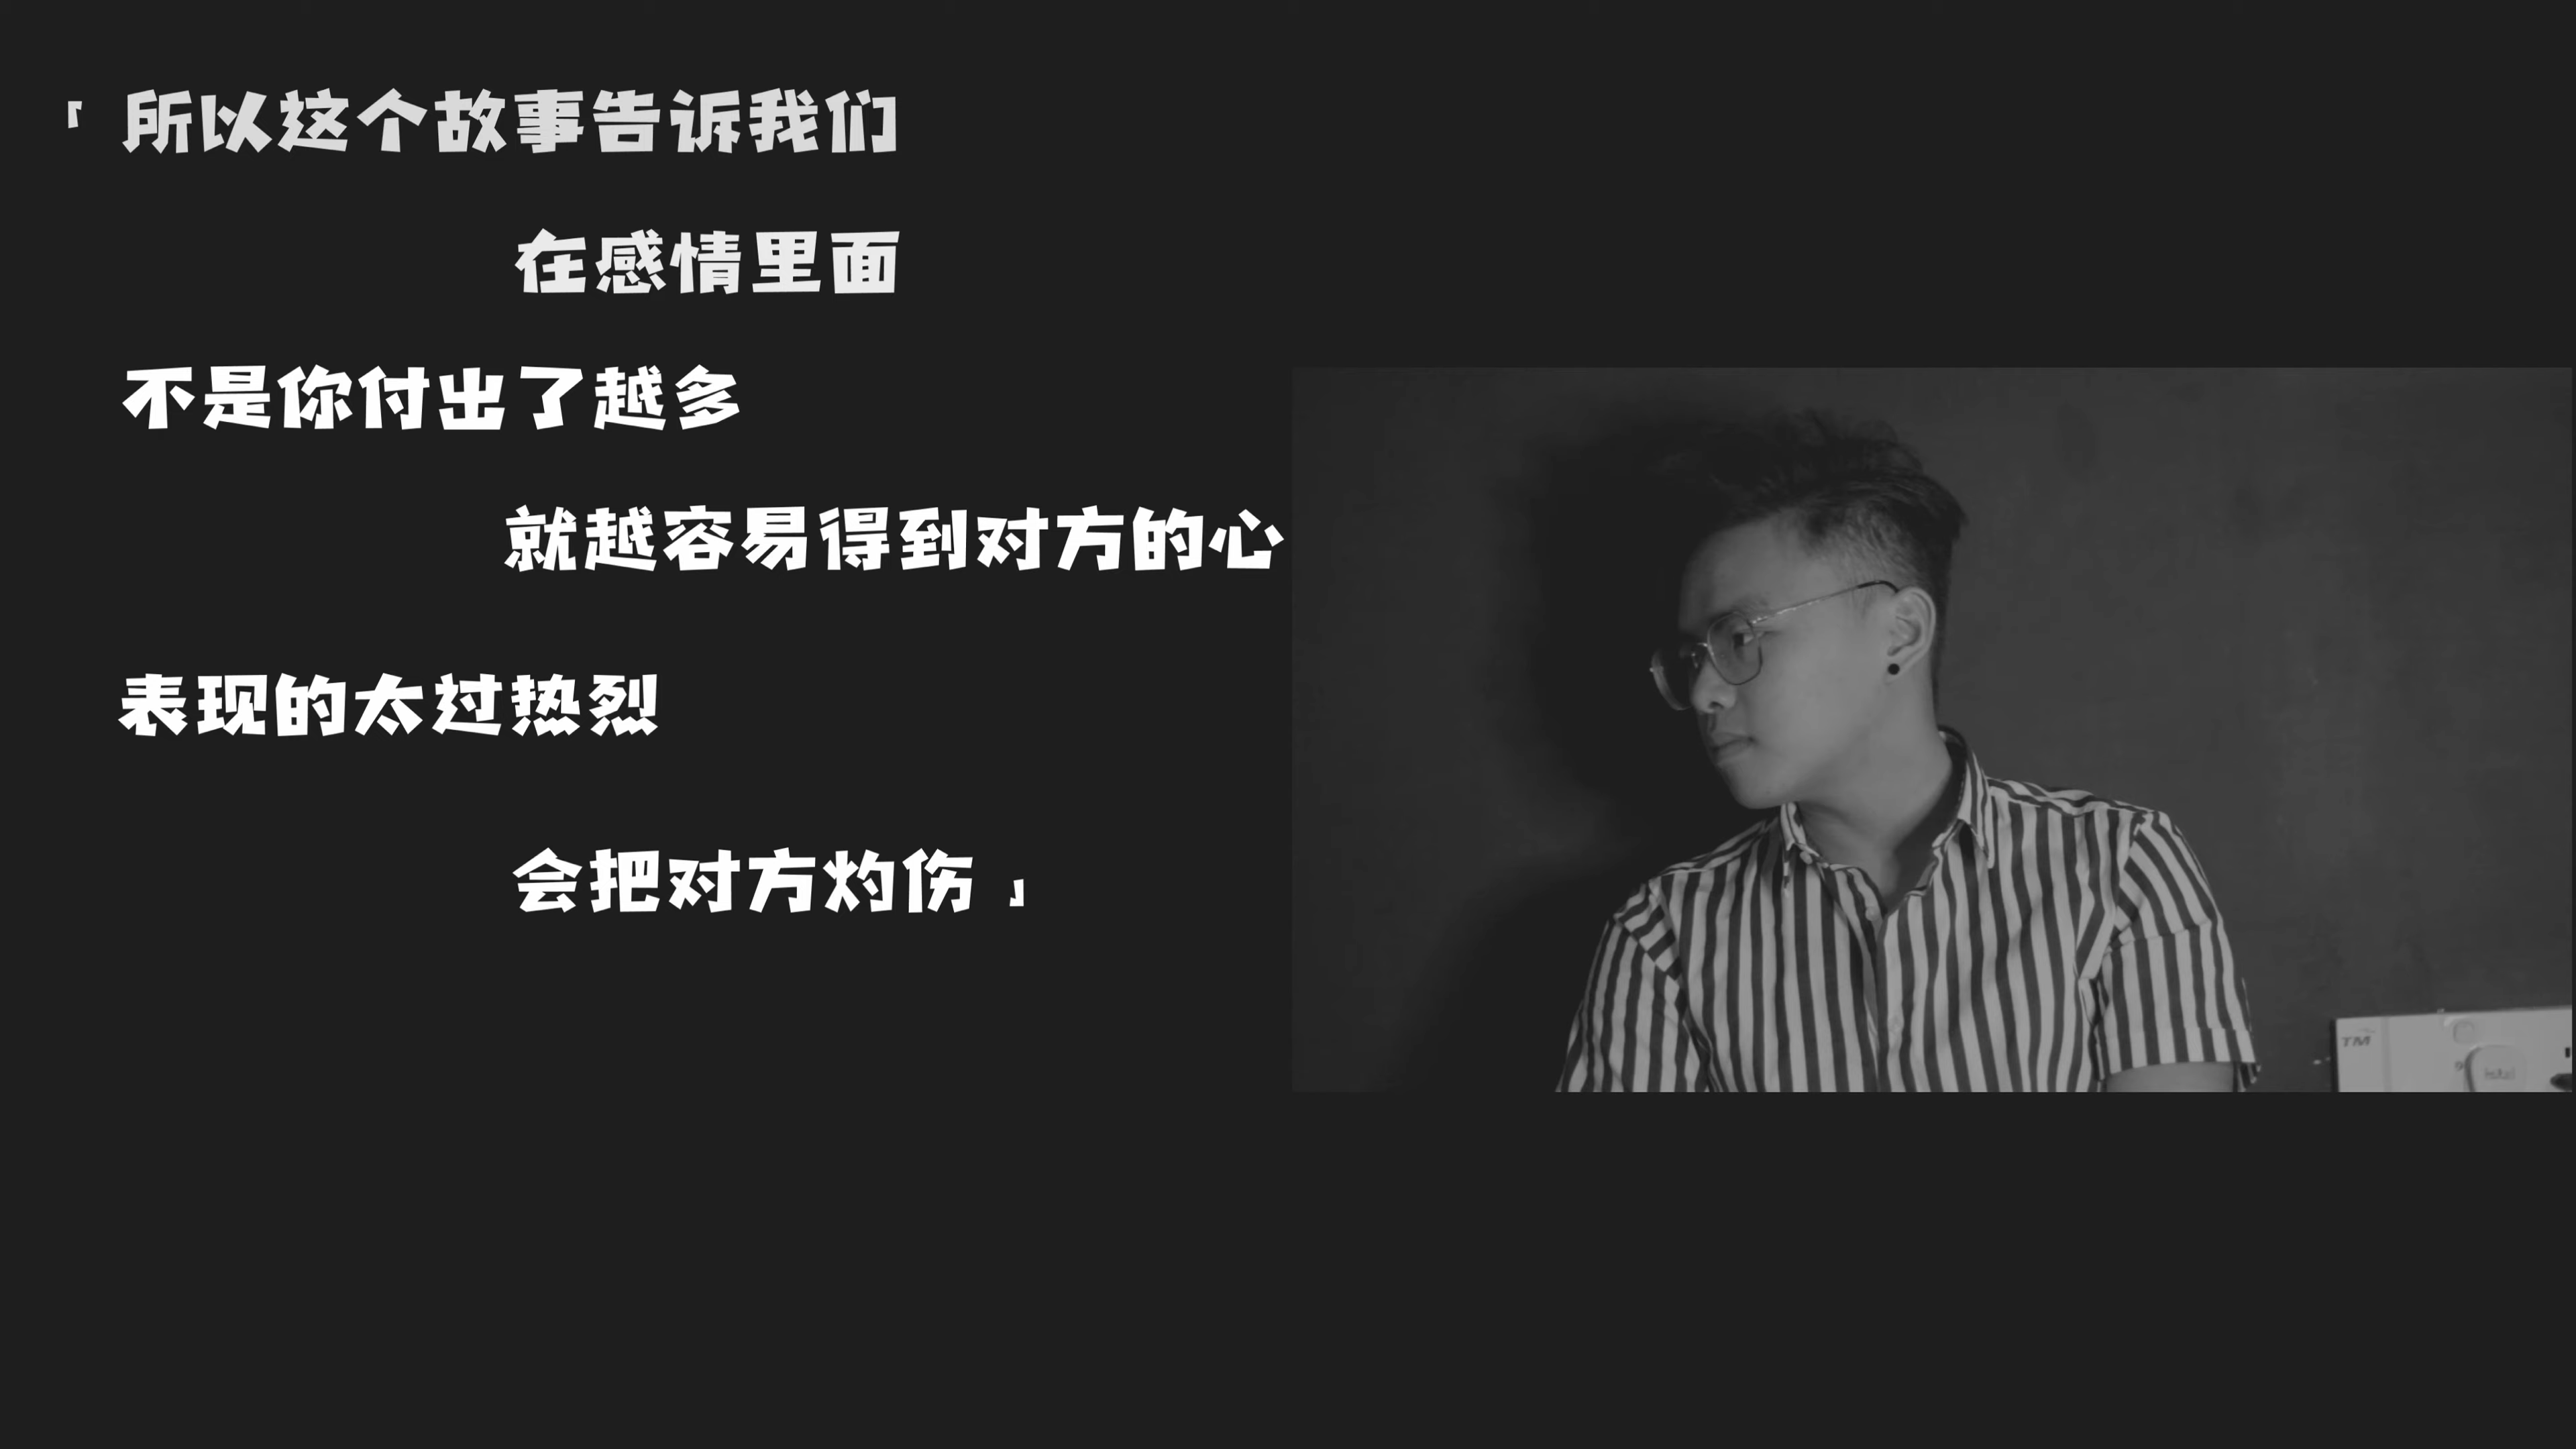 「 所以这个故事告诉我们
在感情里面
不是你付出了越多
就越容易得到对方的心
表现的太过热烈
会把对方灼伤 」
TM